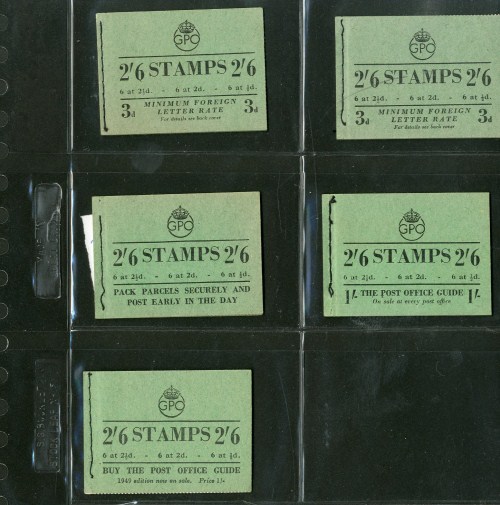 GPO
2/6 STAMPS 2/6
6 at 2½d. - 6 at 2d. - 6 at ½d.
3d MINIMUM FOREIGN LETTER RATE 3d
For details see back cover
GPO
2/6 STAMPS 2/6
6 at 2½d. - 6 at 2d. - 6 at ½d.
3d MINIMUM FOREIGN LETTER RATE 3d
For details see back cover
GPO
2/6 STAMPS 2/6
6 at 2½d. - 6 at 2d. - 6 at ½d.
PACK PARCELS SECURELY AND
POST EARLY IN THE DAY
GPO
2/6 STAMPS 2/6
6 at 2½d. - 6 at 2d. - 6 at ½d.
1/- THE POST OFFICE GUIDE 1/-
On sale at every post office
GPO
2/6 STAMPS 2/6
6 at 2½d. - 6 at 2d. - 6 at ½d.
BUY THE POST OFFICE GUIDE
1949 edition now on sale. Price 1/-